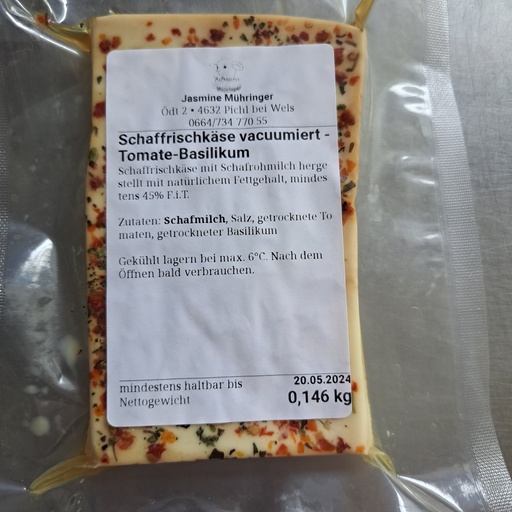 Jasmine Mühringer
Ödt 2 • 4632 Pichl bei Wels
0664/734 770 55
Schaffrischkäse vacuumiert -
Tomate-Basilikum
Schaffrischkäse mit Schafrohmilch herge
stellt mit natürlichem Fettgehalt, mindes
tens 45% F.i.T.
Zutaten: Schafmilch, Salz, getrocknete To
maten, getrockneter Basilikum
Gekühlt lagern bei max. 6°C. Nach dem
Öffnen bald verbrauchen.
mindestens haltbar bis 20.05.2024
Nettogewicht 0,146 kg